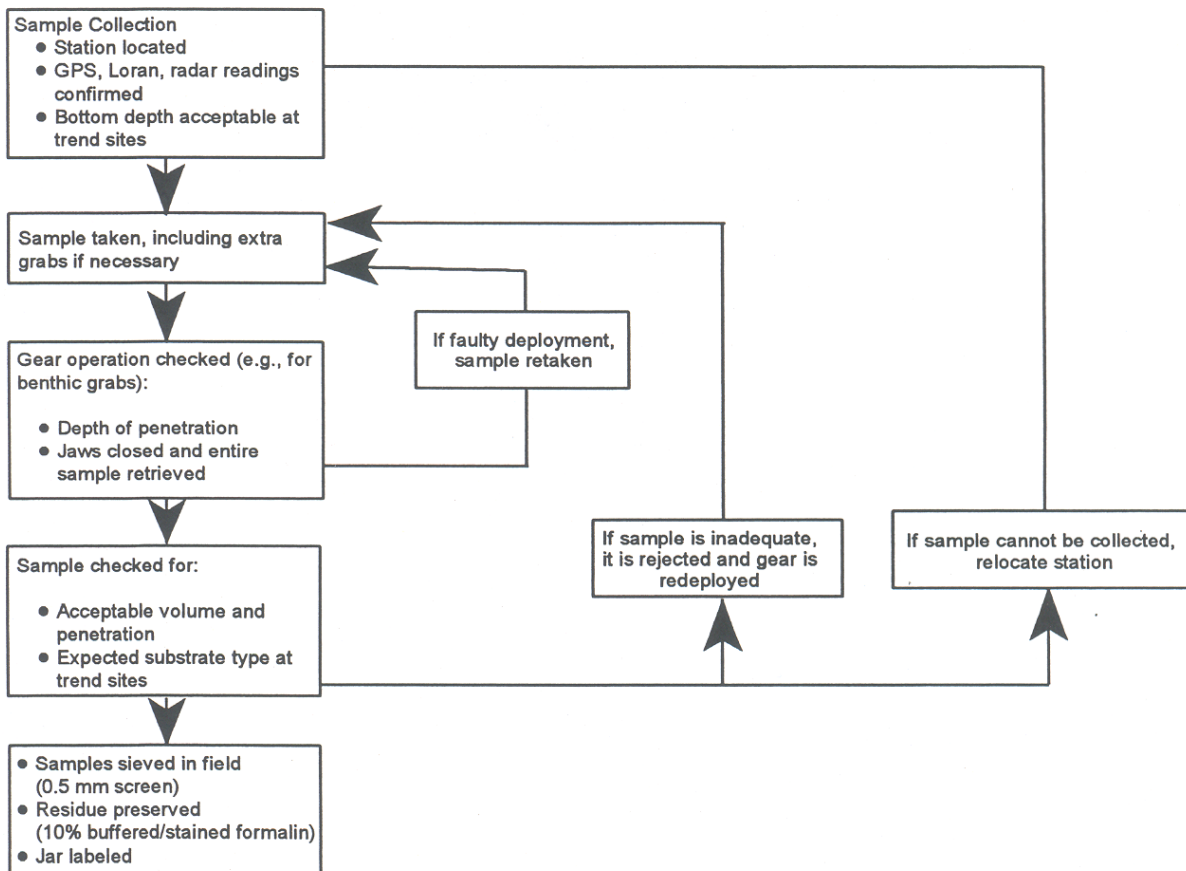 Sample Collection
● Station located
● GPS, Loran, radar readings
confirmed
● Bottom depth acceptable at
trend sites
Sample taken, including extra
grabs if necessary
If faulty deployment,
sample retaken
Gear operation checked (e.g., for
benthic grabs):
● Depth of penetration
● Jaws closed and entire
sample retrieved
If sample is inadequate,
it is rejected and gear is
redeployed
If sample cannot be collected,
relocate station
Sample checked for:
● Acceptable volume and
penetration
● Expected substrate type at
trend sites
● Samples sieved in field
(0.5 mm screen)
● Residue preserved
(10% buffered/stained formalin)
● Jar labeled